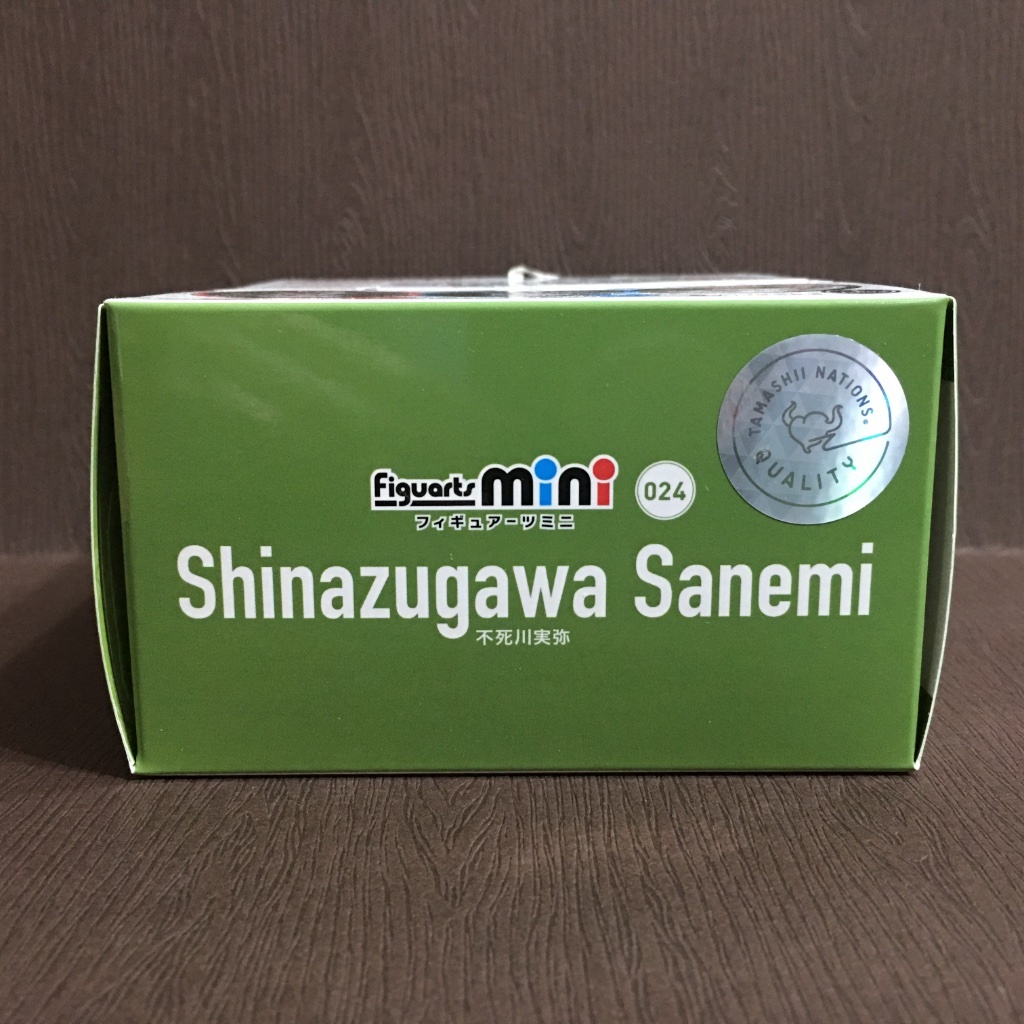 TAMASHII NATIONS®
QUALITY
Figuarts mini 024
フィギュアーツミニ
Shinazugawa Sanemi
不死川実弥